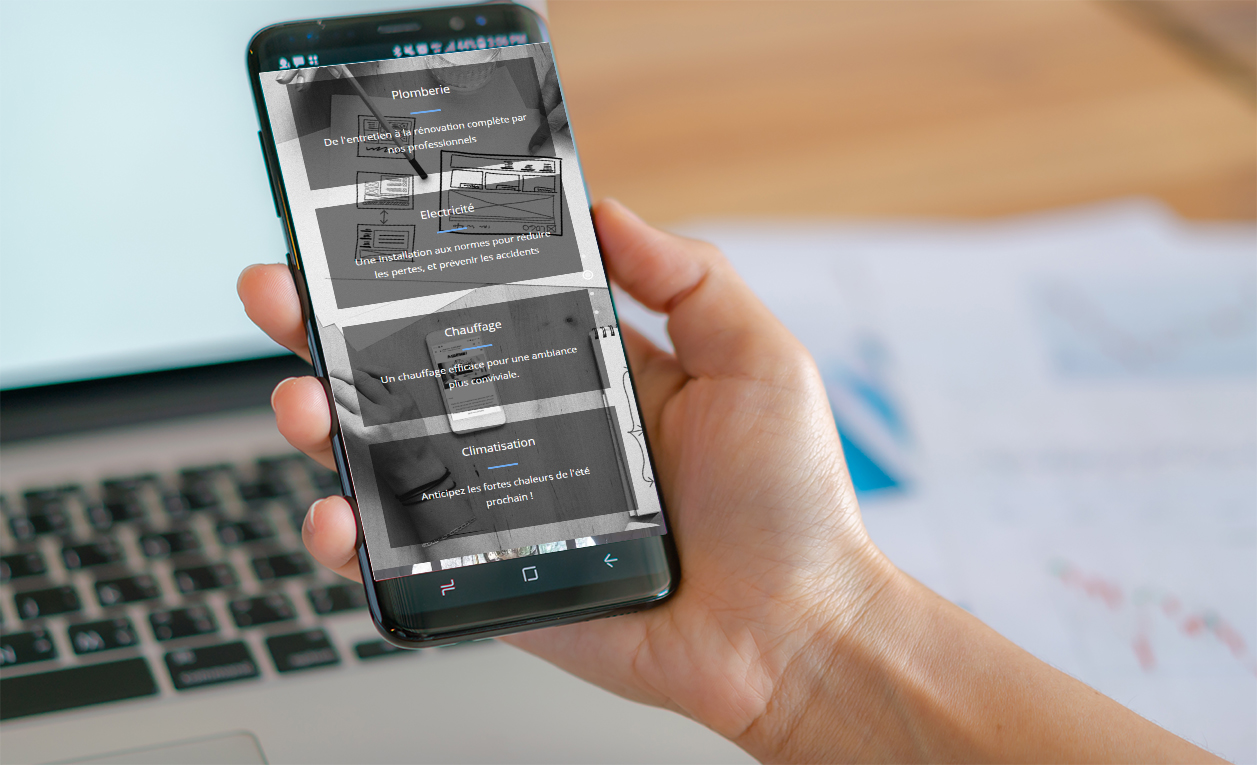 Plomberie
De l'entretien à la rénovation complète par
nos professionnels
Electricité
Une installation aux normes pour réduire
les pertes, et prévenir les accidents
Chauffage
Un chauffage efficace pour une ambiance
plus conviviale.
Climatisation
Anticipez les fortes chaleurs de l'été
prochain !